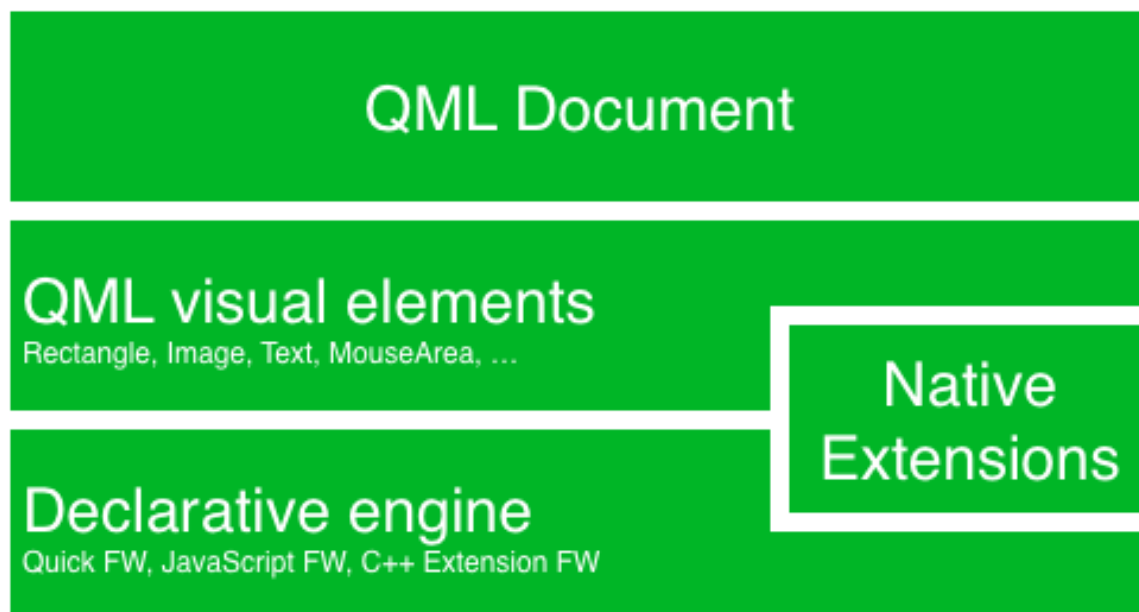 QML Document
QML visual elements
Rectangle, Image, Text, MouseArea, …
Native
Extensions
Declarative engine
Quick FW, JavaScript FW, C++ Extension FW